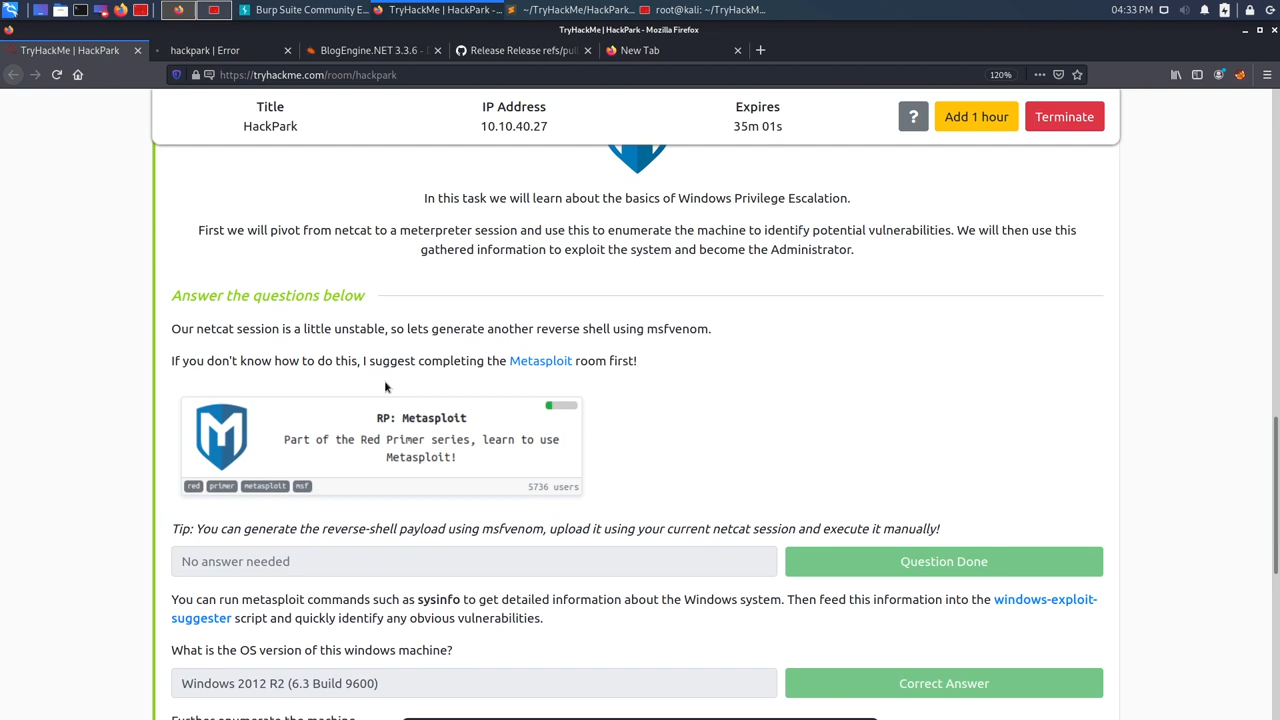 Burp Suite Community E...
TryHackMe | HackPark -...
~/TryHackMe/HackPark...
root@kali: ~/TryHackM...
04:33 PM
TryHackMe | HackPark - Mozilla Firefox
TryHackMe | HackPark
hackpark | Error
BlogEngine.NET 3.3.6 -
Release Release refs/pull
New Tab
https://tryhackme.com/room/hackpark
120%
Title
IP Address
Expires
HackPark
10.10.40.27
35m 01s
?
Add 1 hour
Terminate
In this task we will learn about the basics of Windows Privilege Escalation.
First we will pivot from netcat to a meterpreter session and use this to enumerate the machine to identify potential vulnerabilities. We will then use this
gathered information to exploit the system and become the Administrator.
Answer the questions below
Our netcat session is a little unstable, so lets generate another reverse shell using msfvenom.
If you don't know how to do this, I suggest completing the Metasploit room first!
RP: Metasploit
Part of the Red Primer series, learn to use
Metasploit!
red primer metasploit msf
5736 users
Tip: You can generate the reverse-shell payload using msfvenom, upload it using your current netcat session and execute it manually!
No answer needed
Question Done
You can run metasploit commands such as sysinfo to get detailed information about the Windows system. Then feed this information into the windows-exploit-
suggester script and quickly identify any obvious vulnerabilities.
What is the OS version of this windows machine?
Windows 2012 R2 (6.3 Build 9600)
Correct Answer
Further enumerate the machine.